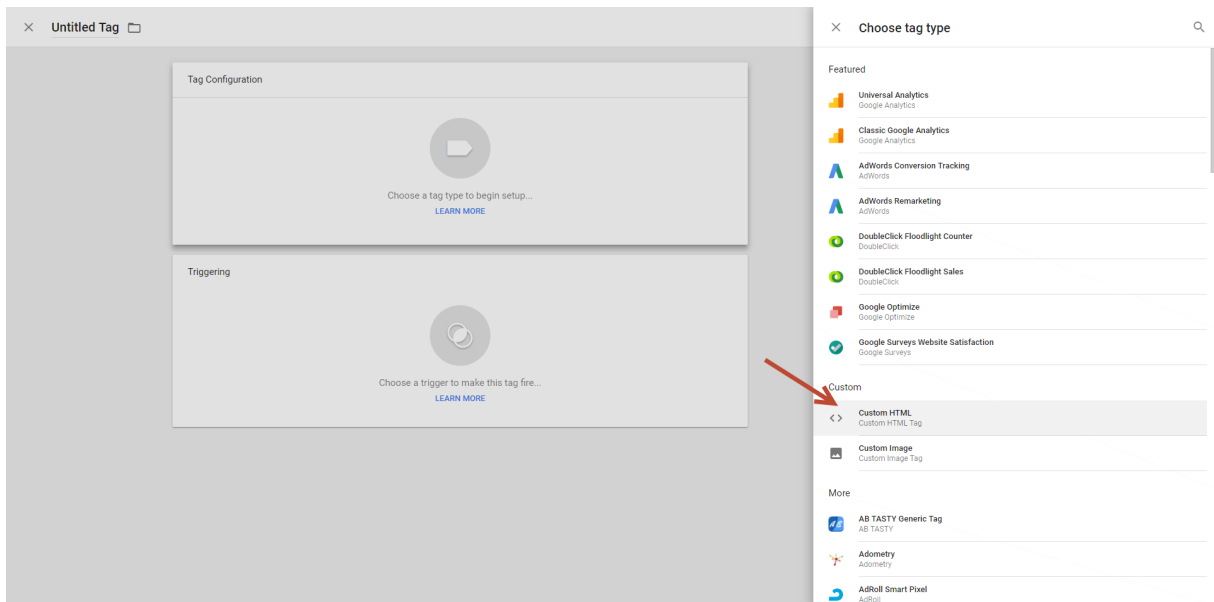 Untitled Tag
Tag Configuration
Choose a tag type to begin setup...
LEARN MORE
Triggering
Choose a trigger to make this tag fire...
LEARN MORE
Choose tag type
Featured
Universal Analytics
Google Analytics
Classic Google Analytics
Google Analytics
AdWords Conversion Tracking
AdWords
AdWords Remarketing
AdWords
DoubleClick Floodlight Counter
DoubleClick
DoubleClick Floodlight Sales
DoubleClick
Google Optimize
Google Optimize
Google Surveys Website Satisfaction
Google Surveys
Custom
Custom HTML
Custom HTML Tag
Custom Image
Custom Image Tag
More
AB TASTY Generic Tag
AB TASTY
Adometry
Adometry
AdRoll Smart Pixel
AdRoll